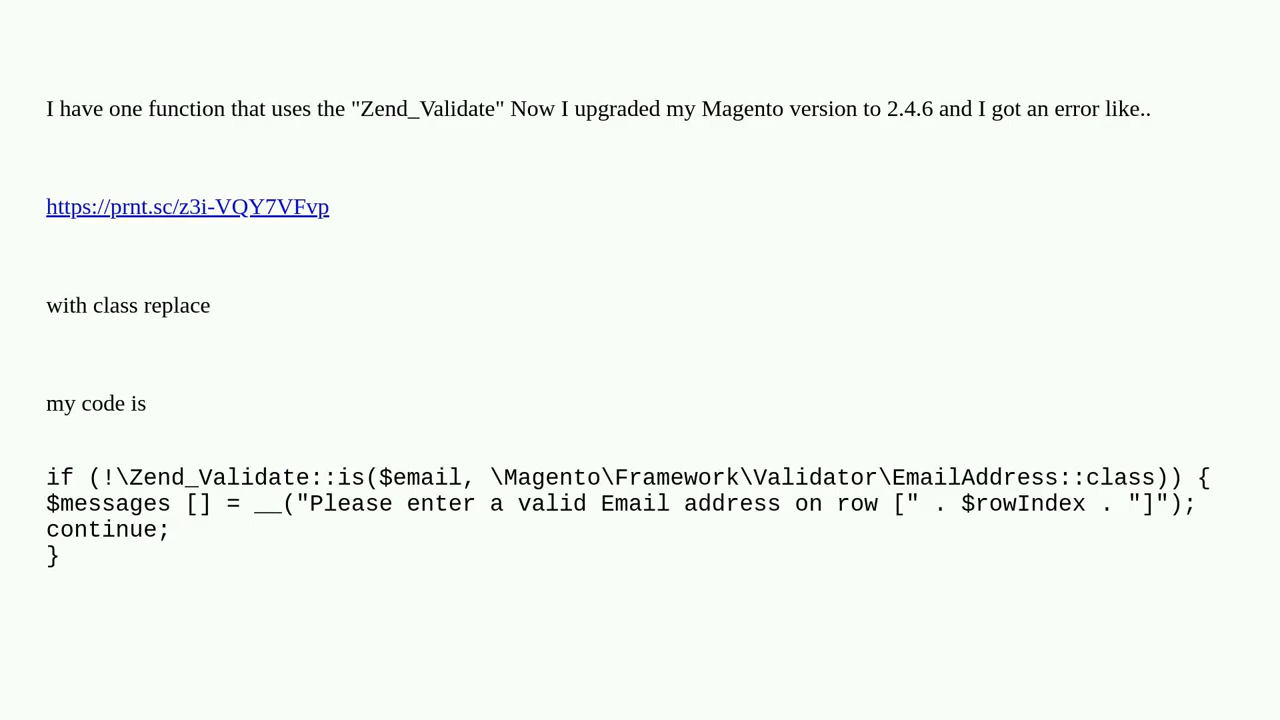 I have one function that uses the "Zend_Validate" Now I upgraded my Magento version to 2.4.6 and I got an error like..
https://prnt.sc/z3i-VQY7VFvp
with class replace
my code is
if (!\Zend_Validate::is($email, \Magento\Framework\Validator\EmailAddress::class)) {
$messages [] = __("Please enter a valid Email address on row [" . $rowIndex . "]");
continue;
}